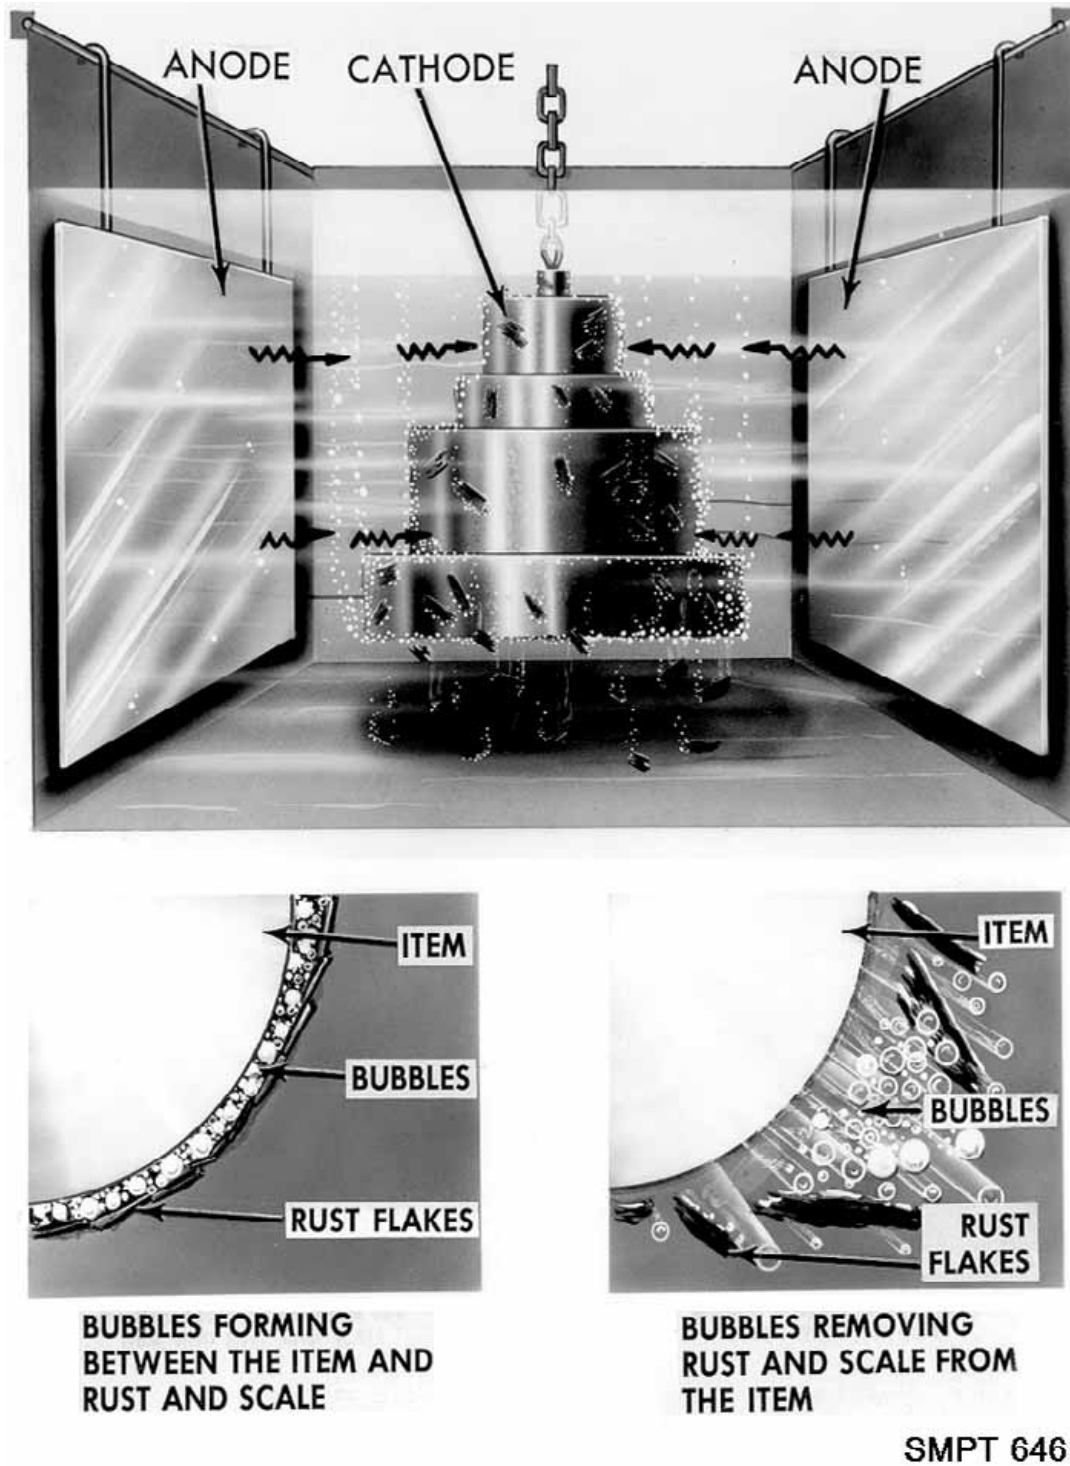 ANODE
CATHODE
ANODE
ITEM
BUBBLES
RUST FLAKES
BUBBLES FORMING
BETWEEN THE ITEM AND
RUST AND SCALE
ITEM
BUBBLES
RUST
FLAKES
BUBBLES REMOVING
RUST AND SCALE FROM
THE ITEM
SMPT 646